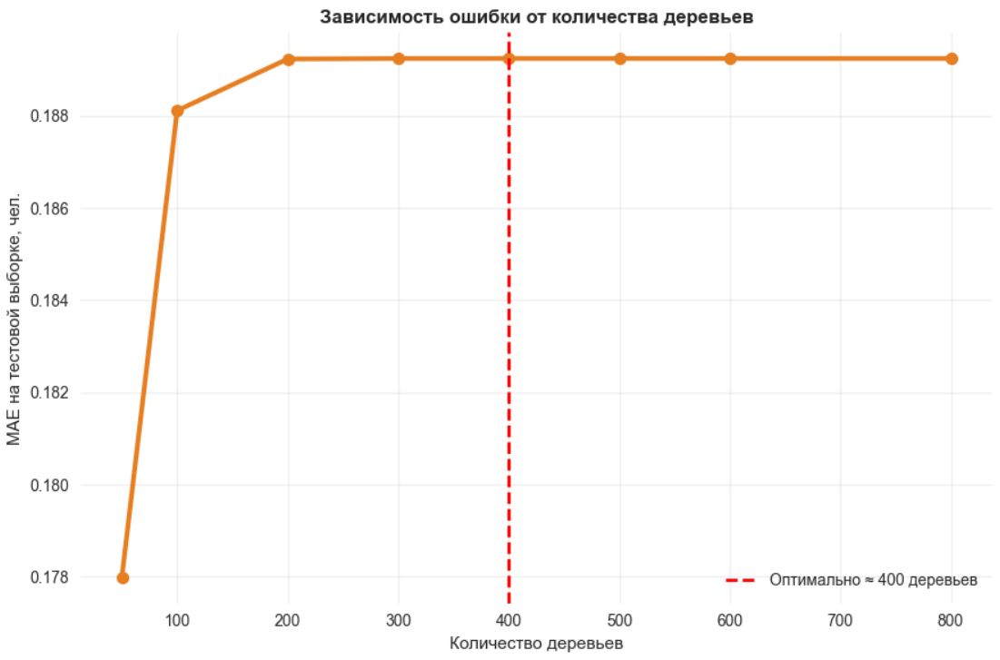 Зависимость ошибки от количества деревьев
MAE на тестовой выборке, чел.
0.188
0.186
0.184
0.182
0.180
0.178
Оптимально ≈ 400 деревьев
100 200 300 400 500 600 700 800
Количество деревьев